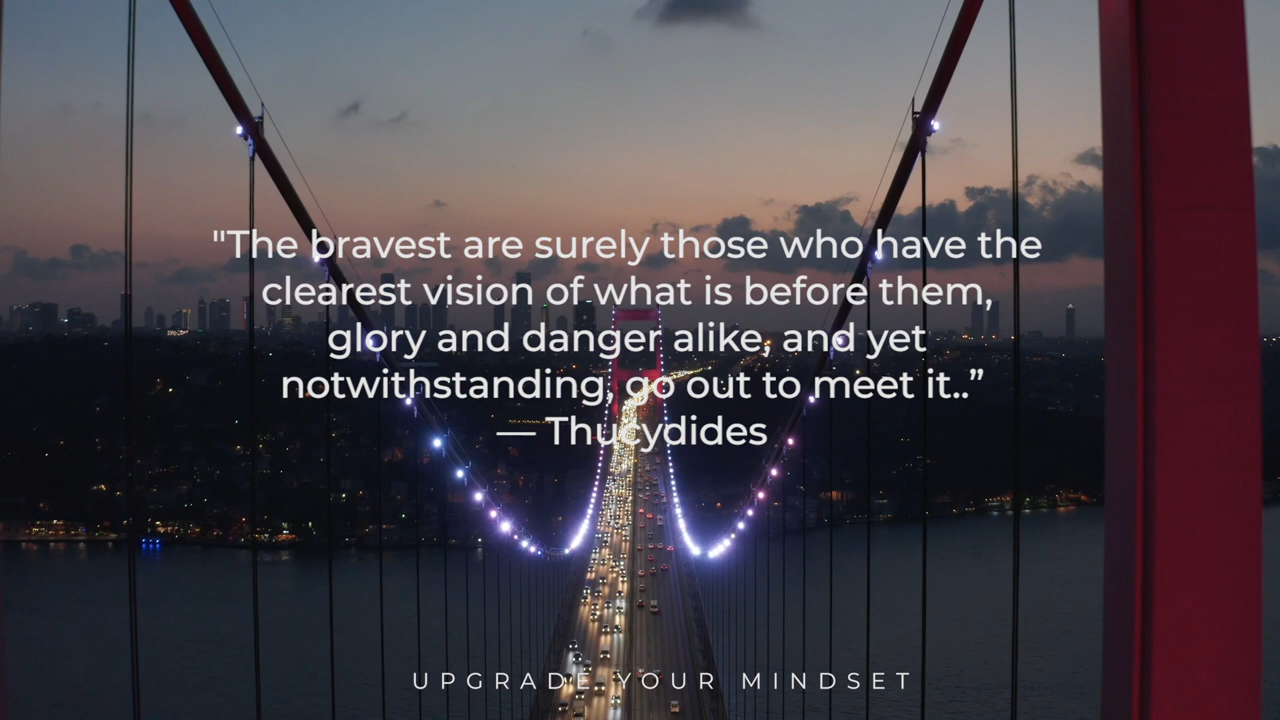 "The bravest are surely those who have the
clearest vision of what is before them,
glory and danger alike, and yet
notwithstanding, go out to meet it..”
— Thucydides
UPGRADE YOUR MINDSET